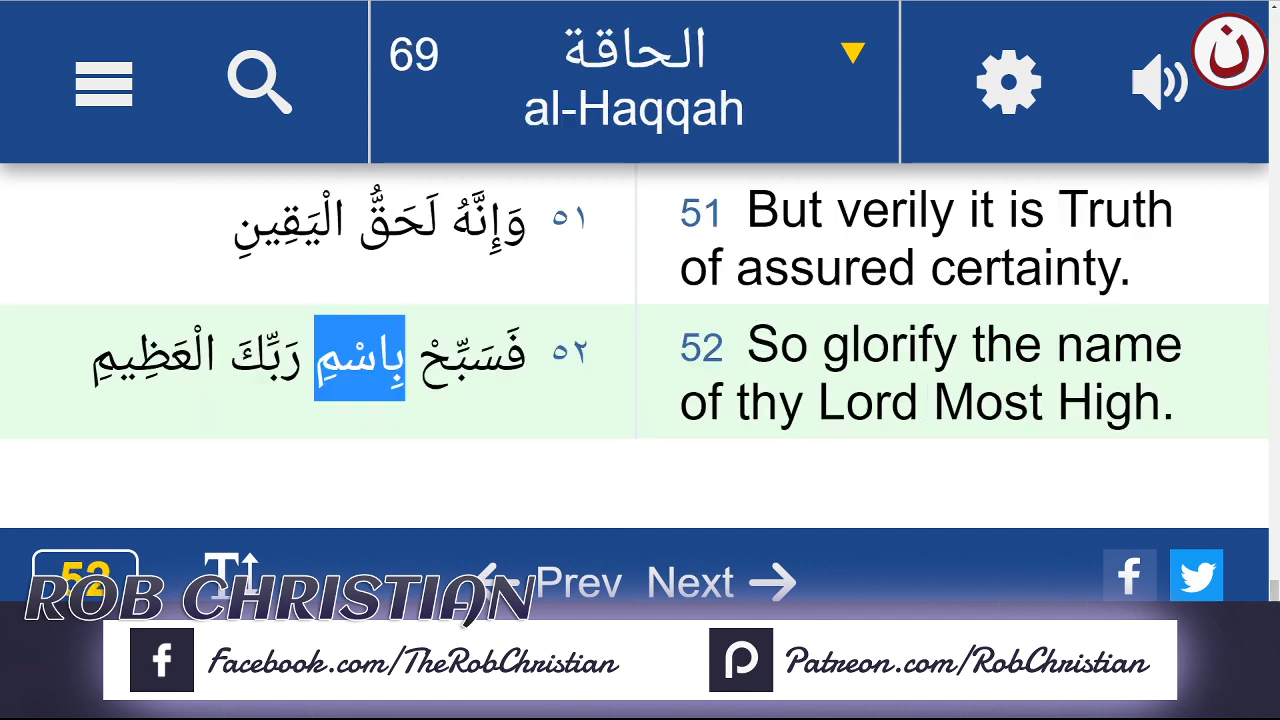 69
الحاقة
al-Haqqah
ن
٥١ وَإِنَّهُ لَحَقُّ الْيَقِينِ
51 But verily it is Truth
of assured certainty.
٥٢ فَسَبِّحْ بِاسْمِ رَبِّكَ الْعَظِيمِ
52 So glorify the name
of thy Lord Most High.
52
T
Prev Next
ROB CHRISTIAN
Facebook.com/TheRobChristian
Patreon.com/RobChristian